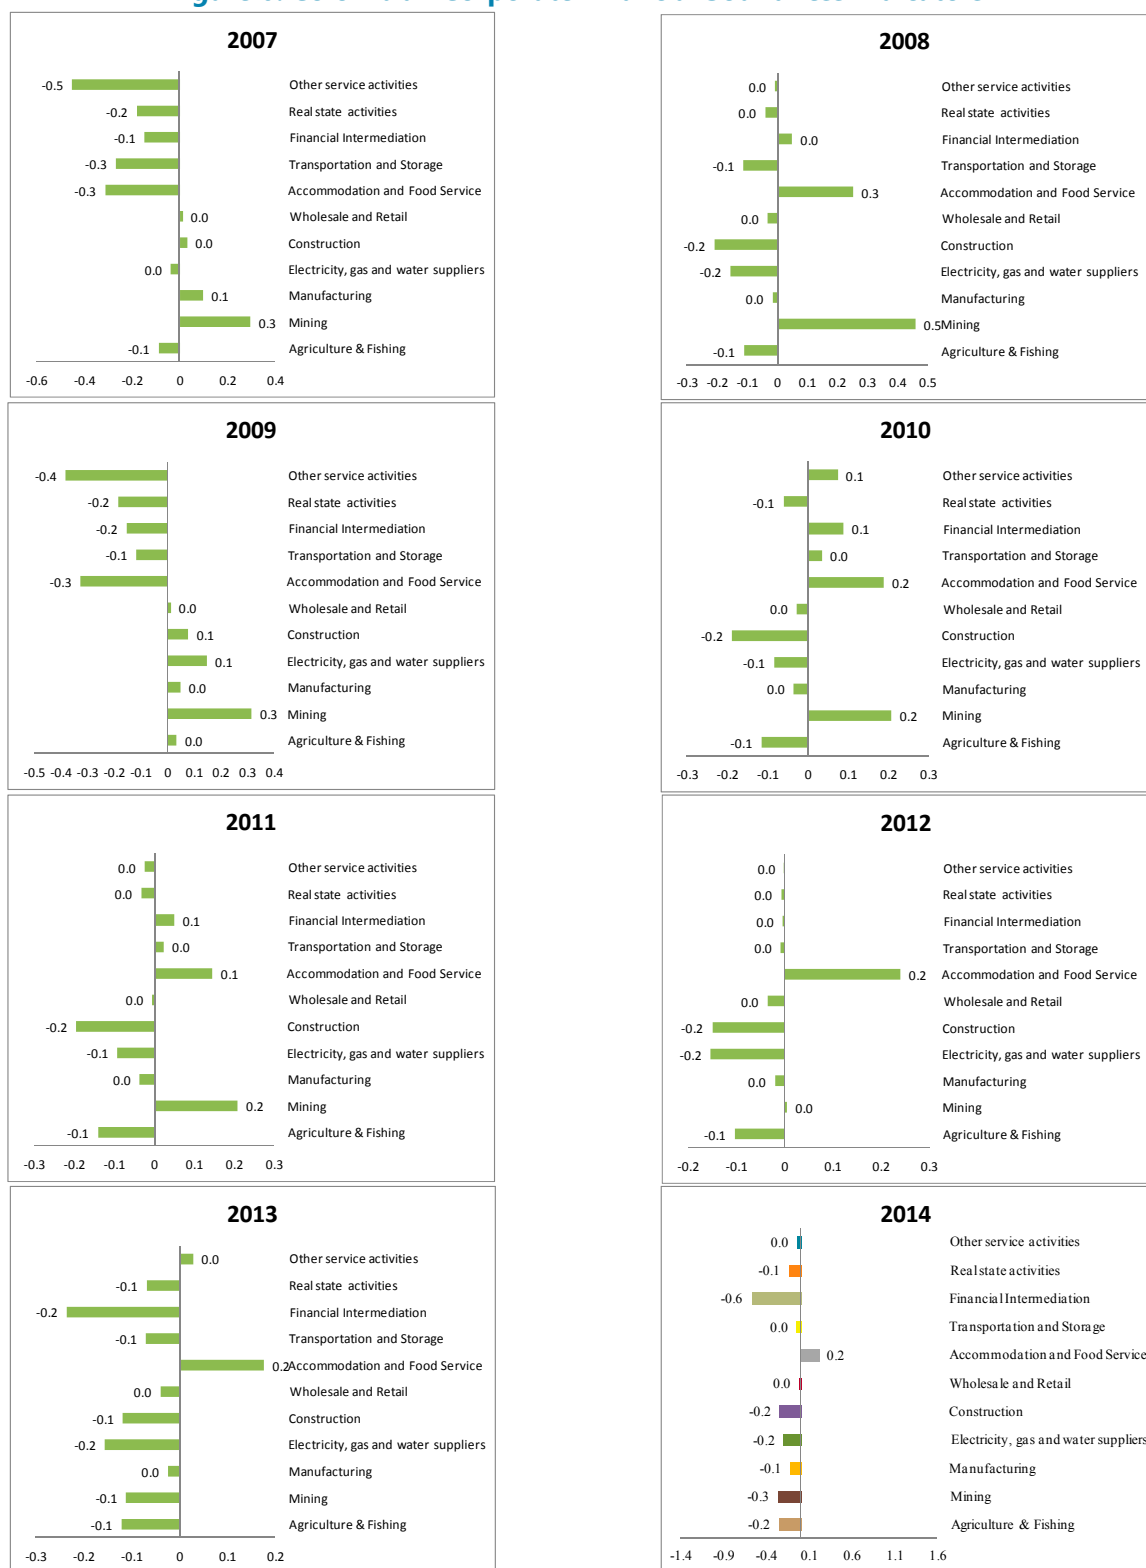 Corporate
2007
-0.5 Other service activities
-0.2 Real state activities
-0.1 Financial Intermediation
-0.3 Transportation and Storage
-0.3 Accommodation and Food Service
0.0 Wholesale and Retail
0.0 Construction
0.0 Electricity, gas and water suppliers
0.1 Manufacturing
0.3 Mining
-0.1 Agriculture & Fishing
-0.6 -0.4 -0.2 0 0.2 0.4
2008
0.0 Other service activities
0.0 Real state activities
0.0 Financial Intermediation
-0.1 Transportation and Storage
0.3 Accommodation and Food Service
0.0 Wholesale and Retail
-0.2 Construction
-0.2 Electricity, gas and water suppliers
0.0 Manufacturing
0.5 Mining
-0.1 Agriculture & Fishing
-0.3 -0.2 -0.1 0 0.1 0.2 0.3 0.4 0.5
2009
-0.4 Other service activities
-0.2 Real state activities
-0.2 Financial Intermediation
-0.1 Transportation and Storage
-0.3 Accommodation and Food Service
0.0 Wholesale and Retail
0.1 Construction
0.1 Electricity, gas and water suppliers
0.0 Manufacturing
0.3 Mining
0.0 Agriculture & Fishing
-0.5 -0.4 -0.3 -0.2 -0.1 0 0.1 0.2 0.3 0.4
2010
0.1 Other service activities
-0.1 Real state activities
0.1 Financial Intermediation
0.0 Transportation and Storage
0.2 Accommodation and Food Service
0.0 Wholesale and Retail
-0.2 Construction
-0.1 Electricity, gas and water suppliers
0.0 Manufacturing
0.2 Mining
-0.1 Agriculture & Fishing
-0.3 -0.2 -0.1 0 0.1 0.2 0.3
2011
0.0 Other service activities
0.0 Real state activities
0.1 Financial Intermediation
0.0 Transportation and Storage
0.1 Accommodation and Food Service
0.0 Wholesale and Retail
-0.2 Construction
-0.1 Electricity, gas and water suppliers
0.0 Manufacturing
0.2 Mining
-0.1 Agriculture & Fishing
-0.3 -0.2 -0.1 0 0.1 0.2 0.3
2012
0.0 Other service activities
0.0 Real state activities
0.0 Financial Intermediation
0.0 Transportation and Storage
0.2 Accommodation and Food Service
0.0 Wholesale and Retail
-0.2 Construction
-0.2 Electricity, gas and water suppliers
0.0 Manufacturing
0.0 Mining
-0.1 Agriculture & Fishing
-0.2 -0.1 0 0.1 0.2 0.3
2013
0.0 Other service activities
-0.1 Real state activities
-0.2 Financial Intermediation
-0.1 Transportation and Storage
0.2 Accommodation and Food Service
0.0 Wholesale and Retail
-0.1 Construction
-0.2 Electricity, gas and water suppliers
0.0 Manufacturing
-0.1 Mining
-0.1 Agriculture & Fishing
-0.3 -0.2 -0.1 0 0.1 0.2
2014
0.0 Other service activities
-0.1 Real state activities
-0.6 Financial Intermediation
0.0 Transportation and Storage
0.2 Accommodation and Food Service
0.0 Wholesale and Retail
-0.2 Construction
-0.2 Electricity, gas and water suppliers
-0.1 Manufacturing
-0.3 Mining
-0.2 Agriculture & Fishing
-1.4 -0.9 -0.4 0.1 0.6 1.1 1.6